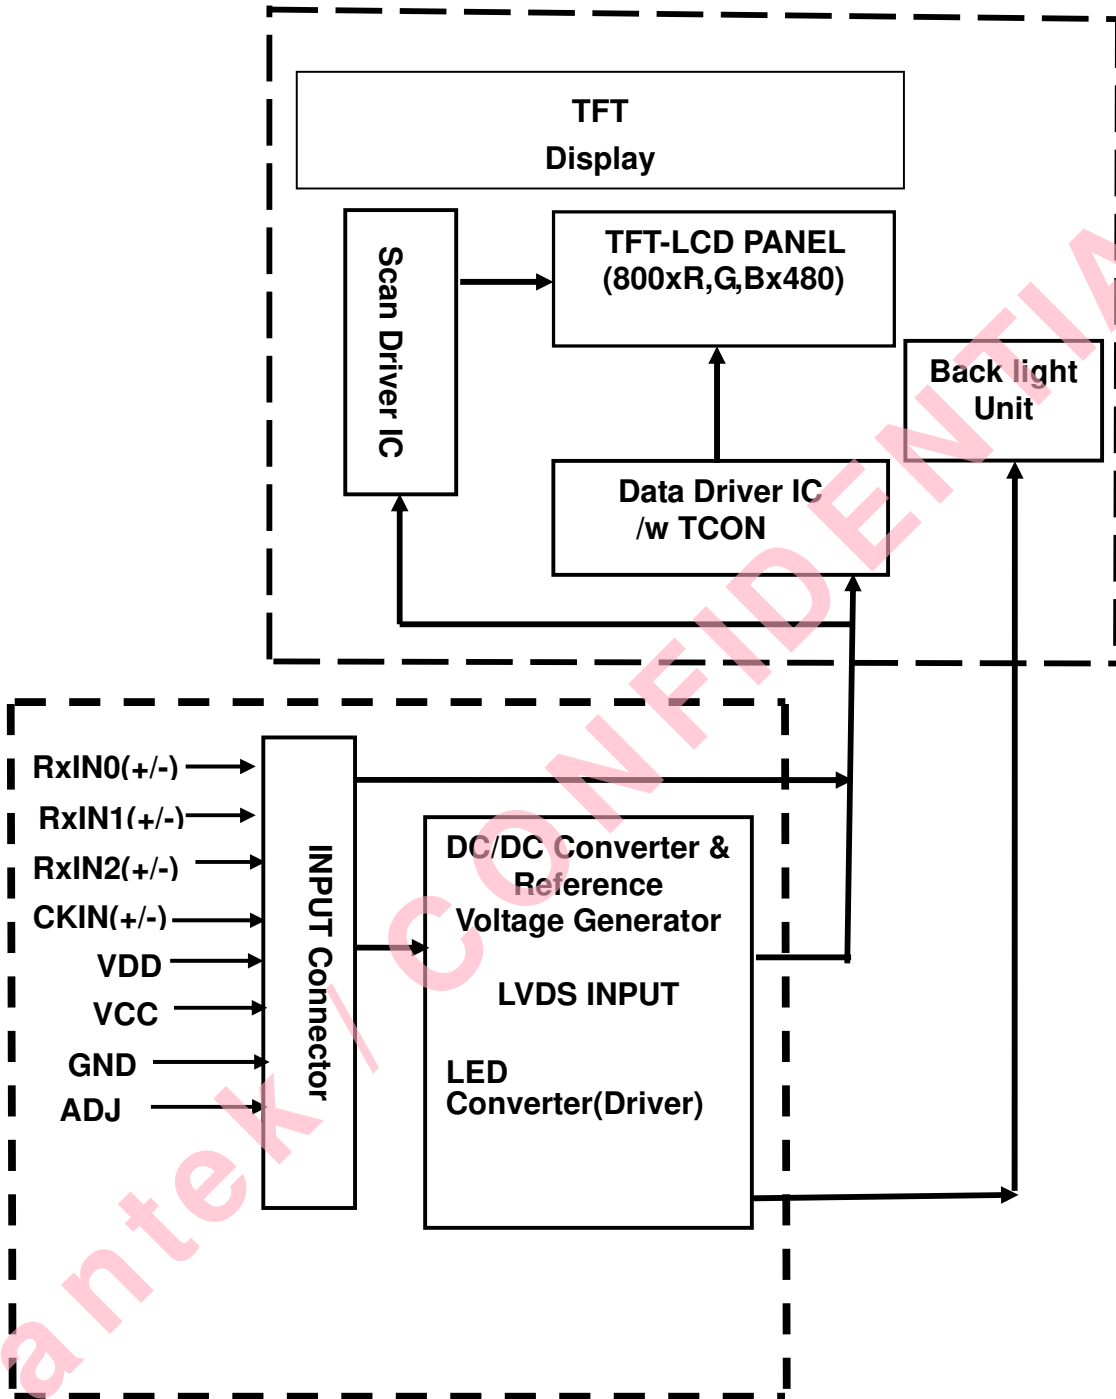 TFT
Display
Scan Driver IC
TFT-LCD PANEL
(800xR,G,Bx480)
Back light
Unit
Data Driver IC
/w TCON
RxIN0(+/-)
RxIN1(+/-)
RxIN2(+/-)
CKIN(+/-)
VDD
VCC
GND
ADJ
INPUT Connector
DC/DC Converter &
Reference
Voltage Generator
LVDS INPUT
LED
Converter(Driver)
antek / CONFIDENTIA